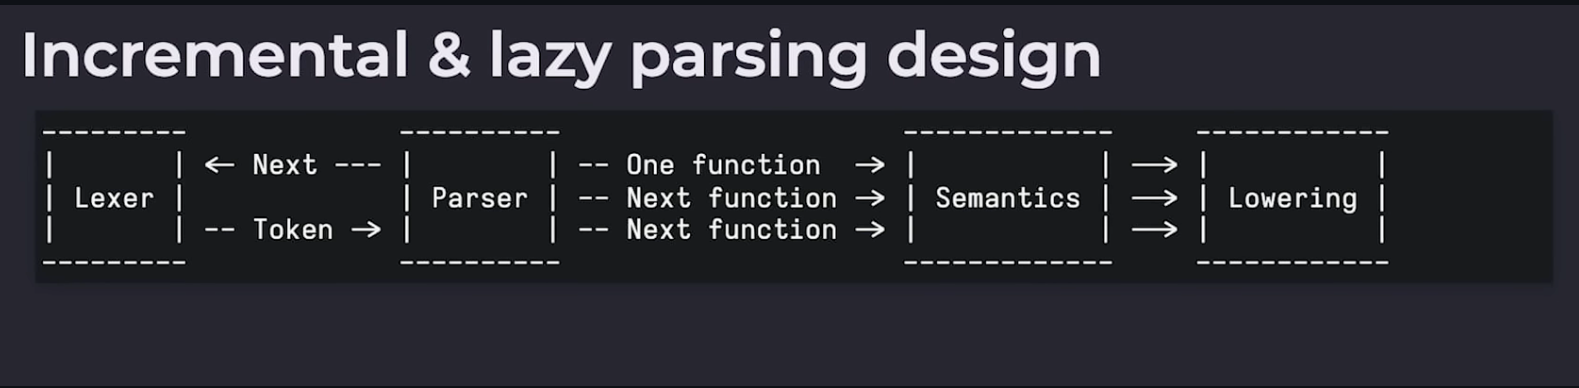 Incremental & lazy parsing design
---------             ----------                      -------------     ------------
|       | <- Next --- |        | -- One function  -> |           | --> |          |
| Lexer |             | Parser | -- Next function -> | Semantics | --> | Lowering |
|       | -- Token -> |        | -- Next function -> |           | --> |          |
---------             ----------                      -------------     ------------